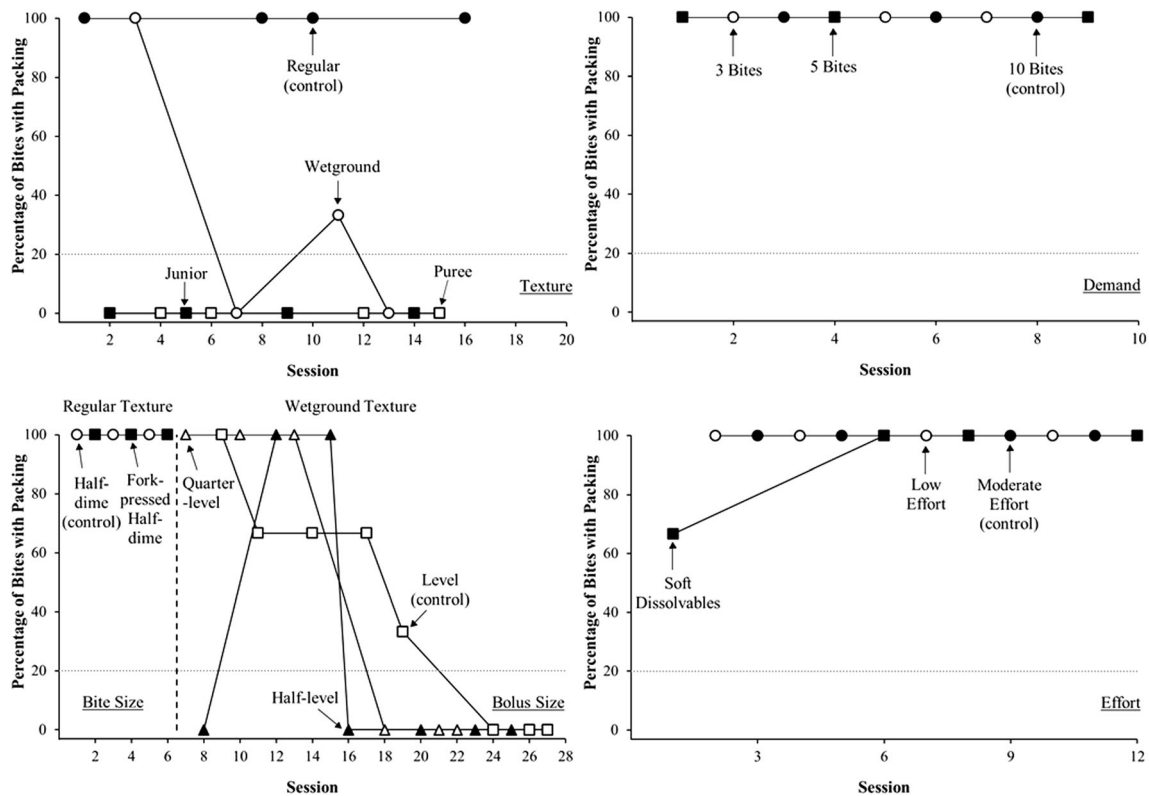 Percentage of Bites with Packing
100
80
60
40
20
0
Regular
(control)
Wetground
Junior
Puree
Texture
2 4 6 8 10 12 14 16 18 20
Session
Percentage of Bites with Packing
100
80
60
40
20
0
3 Bites
5 Bites
10 Bites
(control)
Demand
2 4 6 8 10
Session
Regular Texture
Wetground Texture
Percentage of Bites with Packing
100
80
60
40
20
0
Half-
dime
(control)
Fork-
pressed
Half-
dime
Quarter
-level
Level
(control)
Half-level
Bite Size
Bolus Size
2 4 6 8 10 12 14 16 18 20 22 24 26 28
Session
Percentage of Bites with Packing
100
80
60
40
20
0
Soft
Dissolvables
Low
Effort
Moderate
Effort
(control)
Effort
3 6 9 12
Session